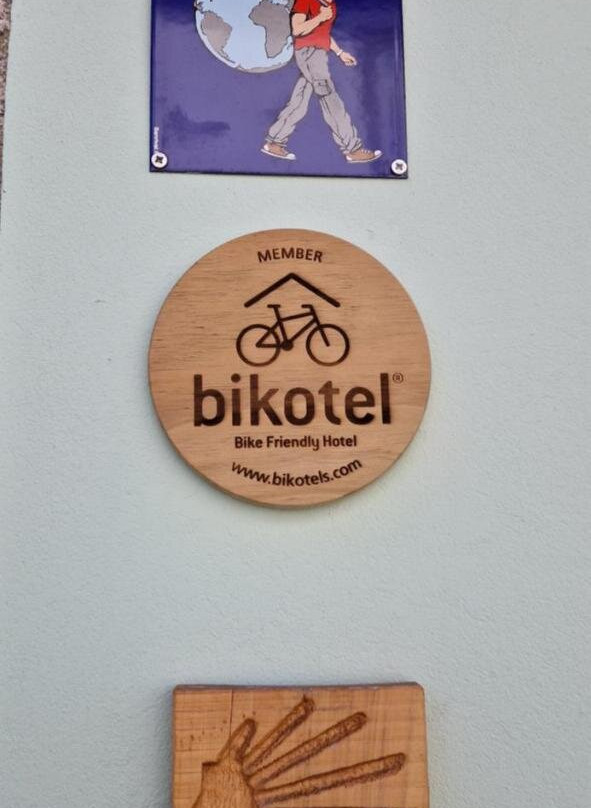 MEMBER
bikotel®
Bike Friendly Hotel
www.bikotels.com